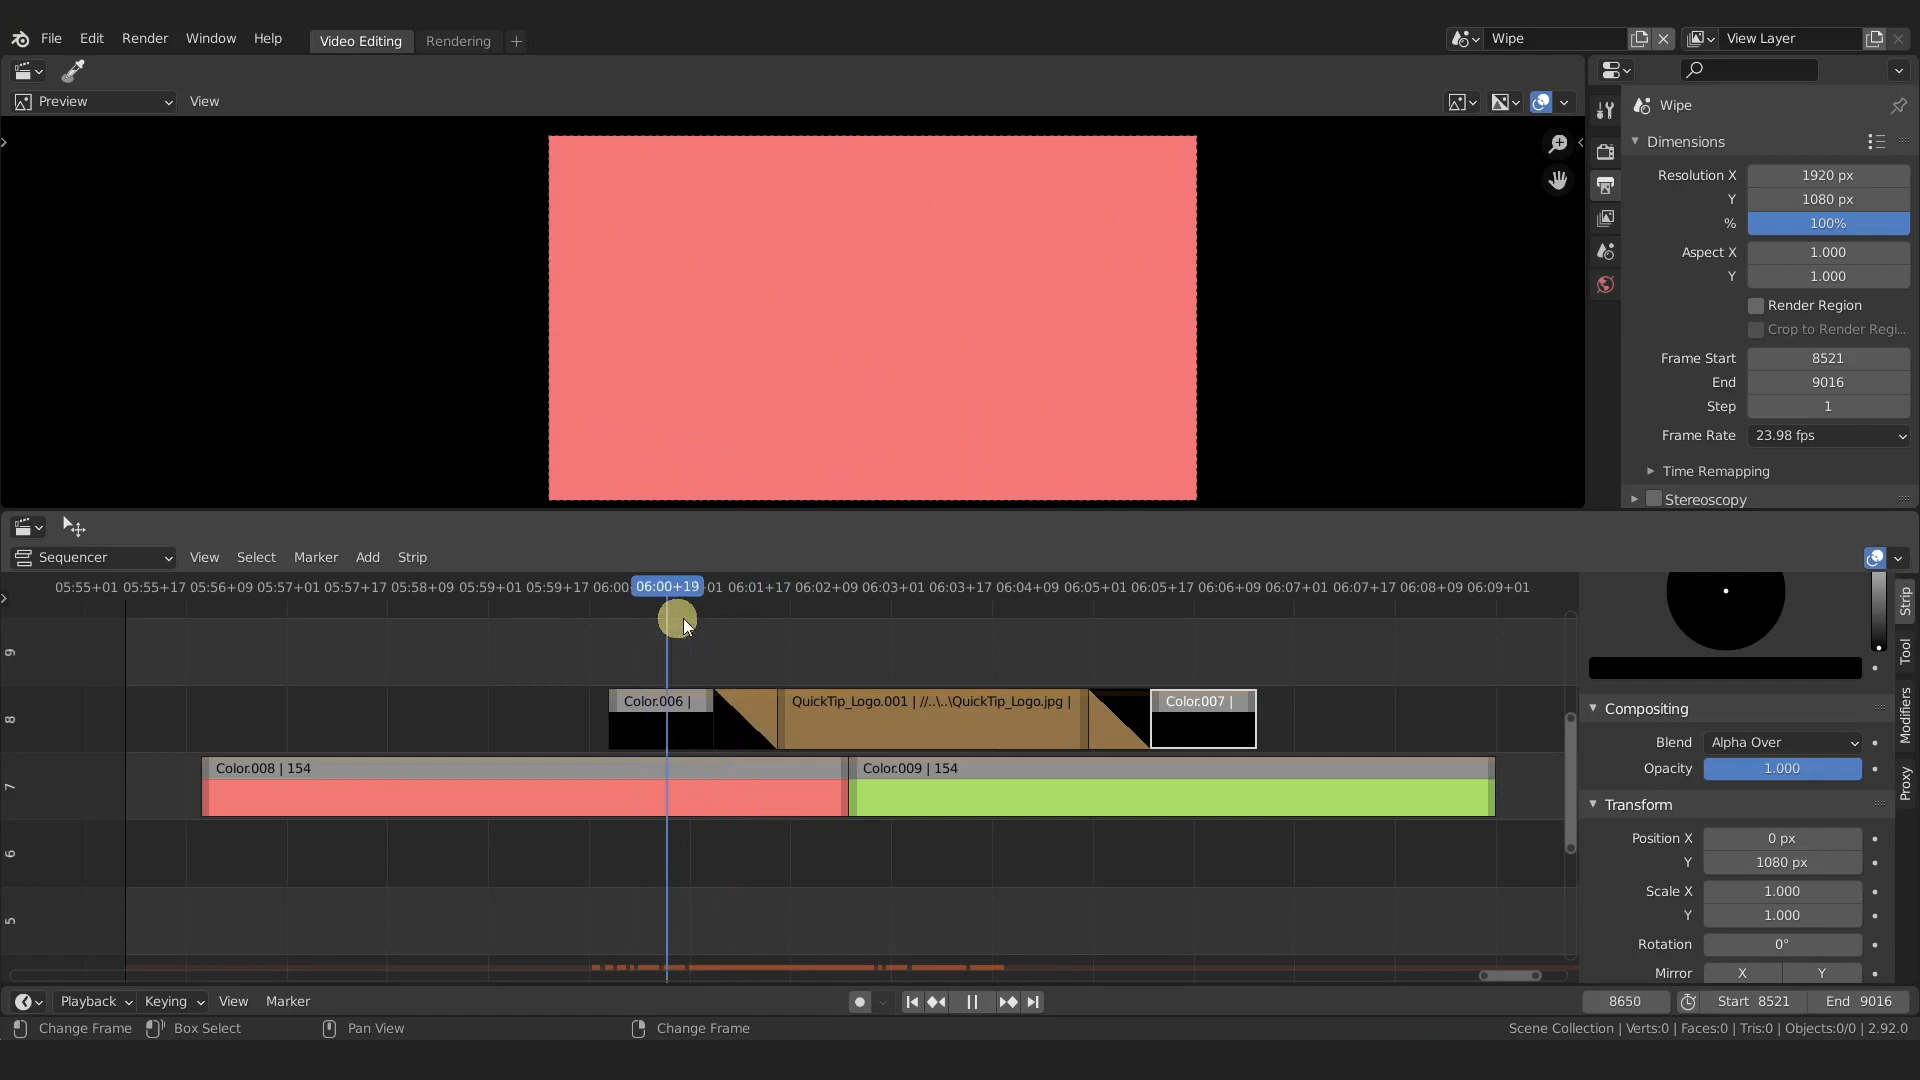 File Edit Render Window Help Video Editing Rendering + Wipe View Layer
Preview View
Wipe
Dimensions
Resolution X 1920 px
Y 1080 px
% 100%
Aspect X 1.000
Y 1.000
Render Region
Crop to Render Regi...
Frame Start 8521
End 9016
Step 1
Frame Rate 23.98 fps
Time Remapping
Stereoscopy
Sequencer View Select Marker Add Strip
05:55+01 05:55+17 05:56+09 05:57+01 05:57+17 05:58+09 05:59+01 05:59+17 06:00 06:00+19 +01 06:01+17 06:02+09 06:03+01 06:03+17 06:04+09 06:05+01 06:05+17 06:06+09 06:07+01 06:07+17 06:08+09 06:09+01
Strip
Tool
Modifiers
Proxy
9
8
7
6
5
Color.006 | QuickTip_Logo.001 | //..\..\QuickTip_Logo.jpg | Color.007 |
Color.008 | 154 Color.009 | 154
Compositing
Blend Alpha Over
Opacity 1.000
Transform
Position X 0 px
Y 1080 px
Scale X 1.000
Y 1.000
Rotation 0°
Mirror X Y
Playback Keying View Marker 8650 Start 8521 End 9016
Change Frame Box Select Pan View Change Frame Scene Collection | Verts:0 | Faces:0 | Tris:0 | Objects:0/0 | 2.92.0